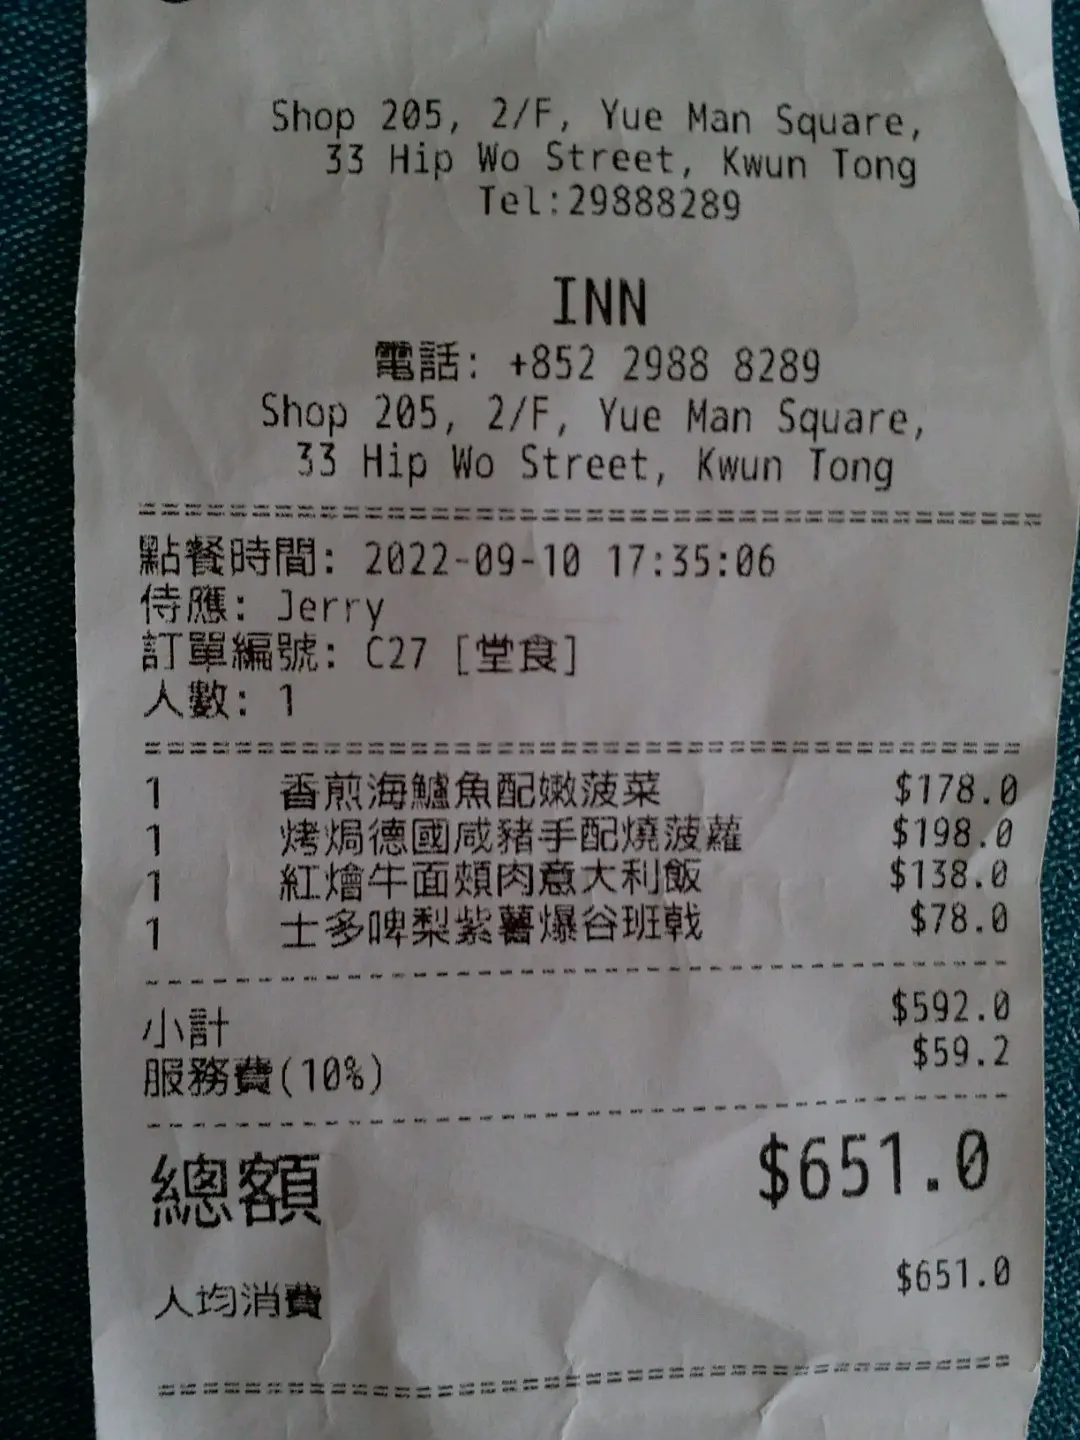 Shop 205, 2/F, Yue Man Square,
33 Hip Wo Street, Kwun Tong
Tel:29888289
INN
電話: +852 2988 8289
Shop 205, 2/F, Yue Man Square,
33 Hip Wo Street, Kwun Tong
點餐時間: 2022-09-10 17:35:06
侍應: Jerry
訂單編號: C27 [堂食]
人數: 1
1 香煎海鱸魚配嫩菠菜 $178.0
1 烤焗德國咸豬手配燒菠蘿 $198.0
1 紅燴牛面頰肉意大利飯 $138.0
1 士多啤梨紫薯爆谷班戟 $78.0
小計 $592.0
服務費(10%) $59.2
總額 $651.0
人均消費 $651.0